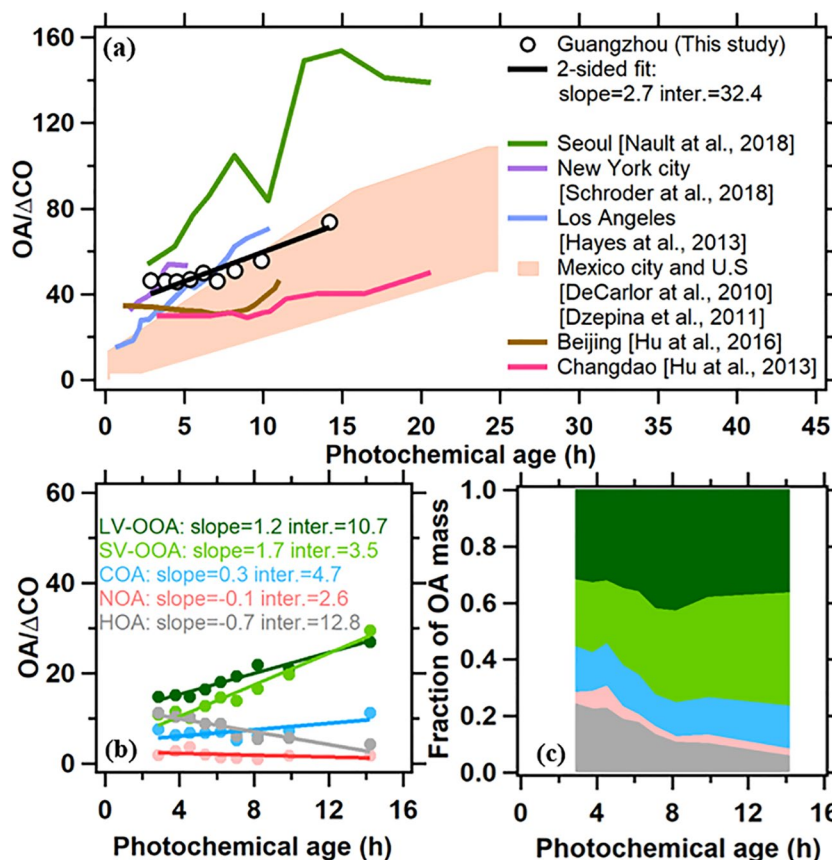 (a)
Guangzhou (This study)
2-sided fit:
slope=2.7 inter.=32.4
Seoul [Nault at al., 2018]
New York city
[Schroder at al., 2018]
Los Angeles
[Hayes at al., 2013]
Mexico city and U.S
[DeCarlor at al., 2010]
[Dzepina et al., 2011]
Beijing [Hu at al., 2016]
Changdao [Hu at al., 2013]
OA/ΔCO
160
120
80
40
0
0 5 10 15 20 25 30 35 40 45
Photochemical age (h)
LV-OOA: slope=1.2 inter.=10.7
SV-OOA: slope=1.7 inter.=3.5
COA: slope=0.3 inter.=4.7
NOA: slope=-0.1 inter.=2.6
HOA: slope=-0.7 inter.=12.8
OA/ΔCO
60
40
20
0
(b)
0 4 8 12 16
Photochemical age (h)
Fraction of OA mass
1.0
0.8
0.6
0.4
0.2
0.0
(c)
0 4 8 12 16
Photochemical age (h)